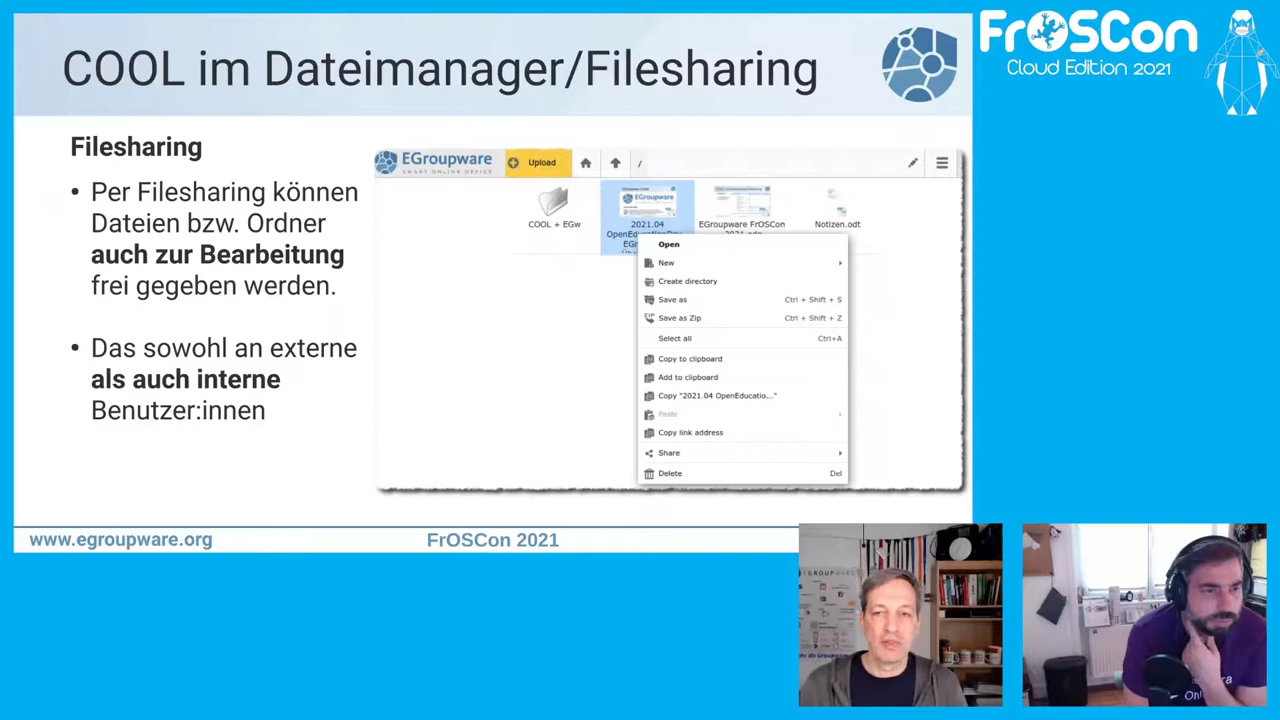 COOL im Dateimanager/Filesharing
FrOSCon
Cloud Edition 2021
Filesharing
• Per Filesharing können
Dateien bzw. Ordner
auch zur Bearbeitung
frei gegeben werden.
• Das sowohl an externe
als auch interne
Benutzer:innen
EGroupware
SMART ONLINE OFFICE
Upload
/
COOL + EGw
2021.04
OpenEducationDay
EGroupware FrOSCon
Notizen.odt
Open
New
Create directory
Save as Ctrl + Shift + S
Save as Zip Ctrl + Shift + Z
Select all Ctrl+A
Copy to clipboard
Add to clipboard
Copy "2021.04 OpenEducatio..."
Paste
Copy link address
Share
Delete Del
www.egroupware.org
FrOSCon 2021